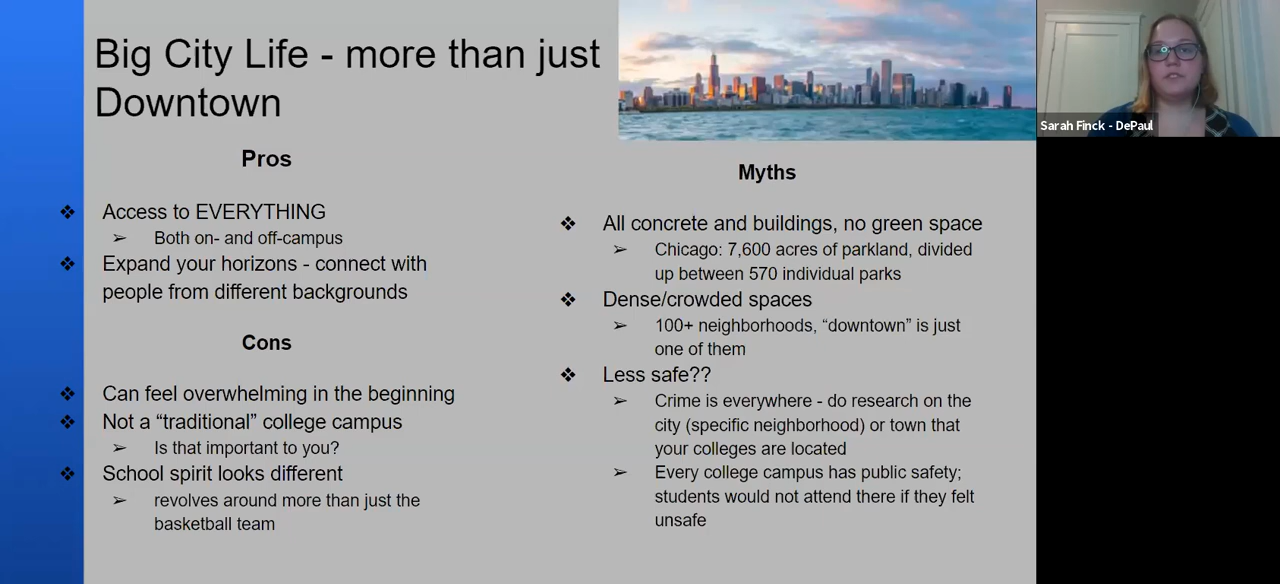 Big City Life - more than just
Downtown
Pros
❖ Access to EVERYTHING
➢ Both on- and off-campus
❖ Expand your horizons - connect with
people from different backgrounds
Cons
❖ Can feel overwhelming in the beginning
❖ Not a “traditional” college campus
➢ Is that important to you?
❖ School spirit looks different
➢ revolves around more than just the
basketball team
Myths
❖ All concrete and buildings, no green space
➢ Chicago: 7,600 acres of parkland, divided
up between 570 individual parks
❖ Dense/crowded spaces
➢ 100+ neighborhoods, “downtown” is just
one of them
❖ Less safe??
➢ Crime is everywhere - do research on the
city (specific neighborhood) or town that
your colleges are located
➢ Every college campus has public safety;
students would not attend there if they felt
unsafe
Sarah Finck - DePaul